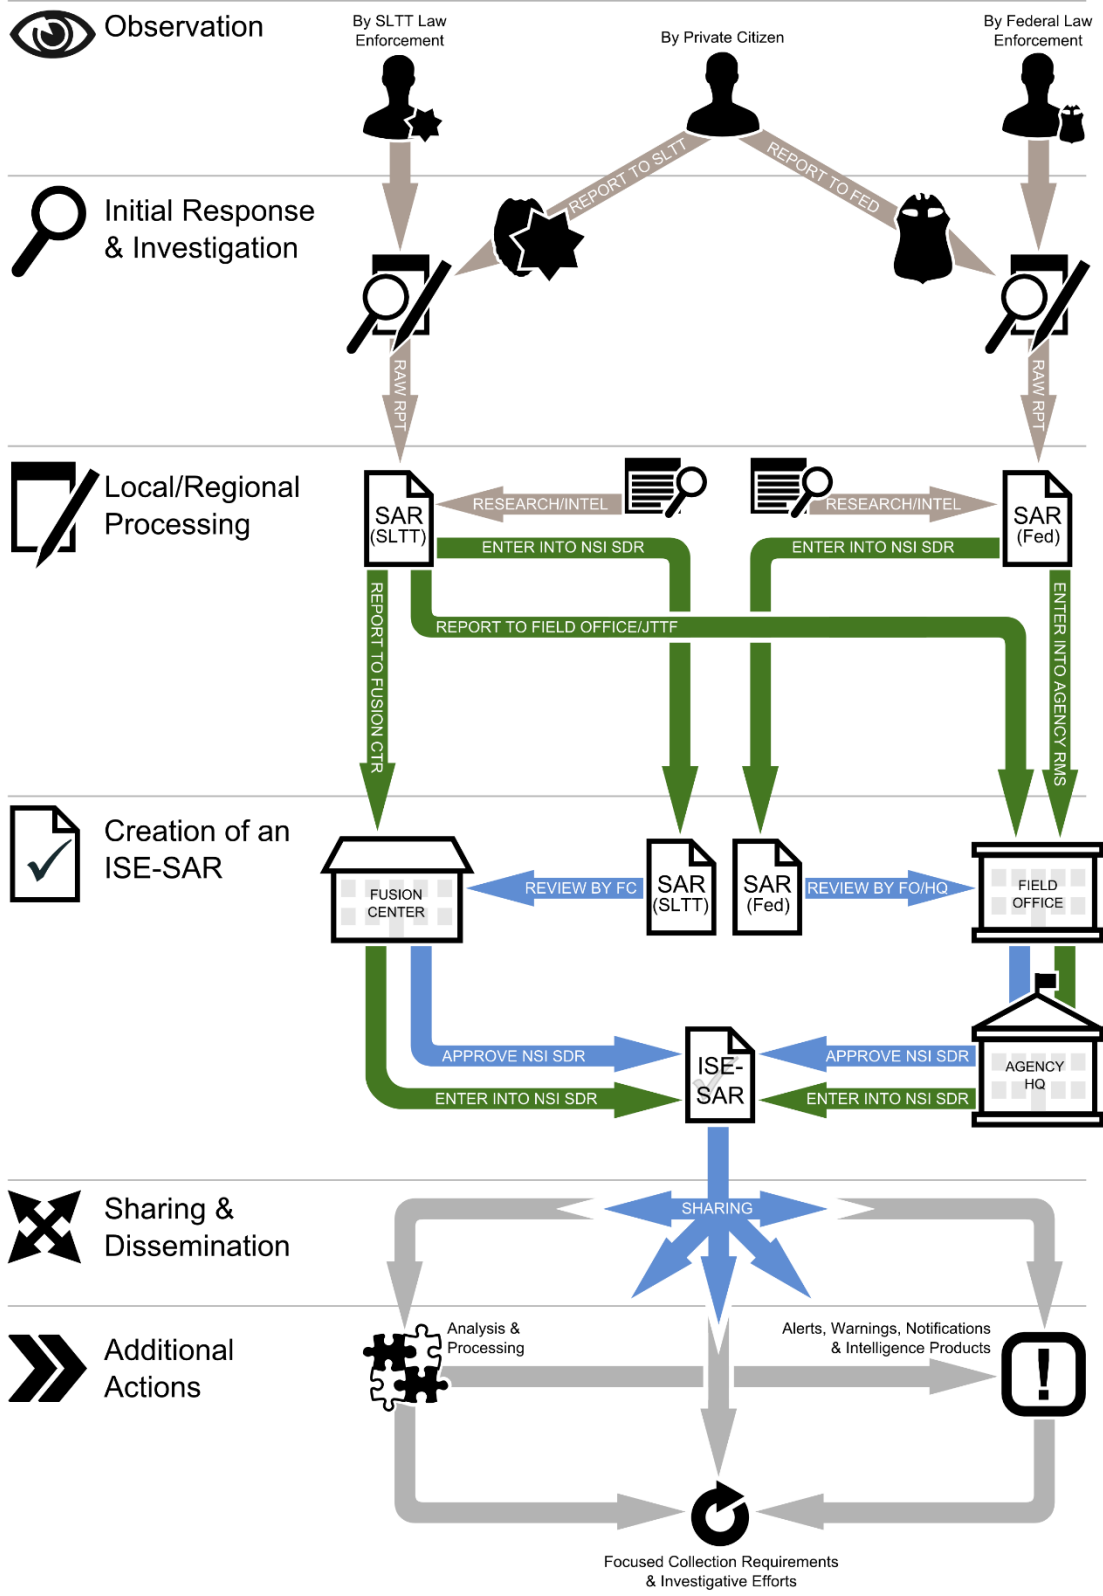 Observation
By SLTT Law
Enforcement
By Private Citizen
By Federal Law
Enforcement
REPORT TO SLTT
REPORT TO FED
Initial Response
& Investigation
RAW RPT
RAW RPT
Local/Regional
Processing
SAR
(SLTT)
RESEARCH/INTEL
RESEARCH/INTEL
SAR
(Fed)
ENTER INTO NSI SDR
ENTER INTO NSI SDR
REPORT TO FIELD OFFICE/JTTF
REPORT TO FUSION CTR
ENTER INTO AGENCY RMS
Creation of an
ISE-SAR
FUSION
CENTER
REVIEW BY FC
SAR
(SLTT)
SAR
(Fed)
REVIEW BY FO/HQ
FIELD
OFFICE
APPROVE NSI SDR
ENTER INTO NSI SDR
ISE-
SAR
APPROVE NSI SDR
ENTER INTO NSI SDR
AGENCY
HQ
Sharing &
Dissemination
SHARING
Additional
Actions
Analysis &
Processing
Alerts, Warnings, Notifications
& Intelligence Products
!
Focused Collection Requirements
& Investigative Efforts